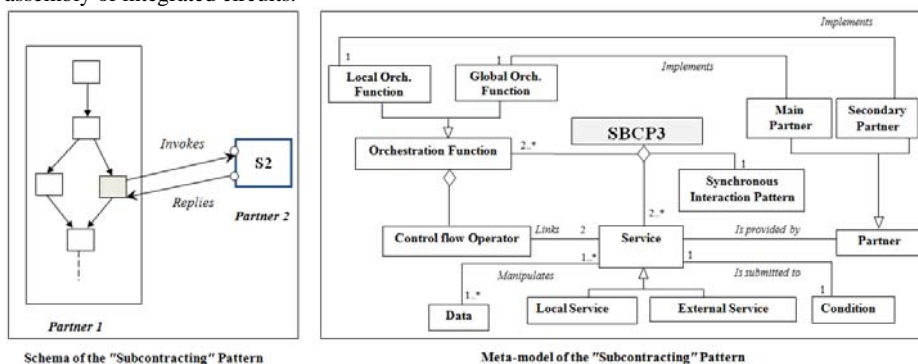 assembly of integrated circuits.
Invokes
S2
Replies
Partner 2
Partner 1
Schema of the "Subcontracting" Pattern
Implements
1
1
Implements
Local Orch.
Function
Global Orch.
Function
Main
Partner
Secondary
Partner
SBCP3
Orchestration Function
2..*
1
Synchronous
Interaction Pattern
2..*
Control flow Operator
Links
2
Service
Is provided by
Partner
1..*
1
Manipulates
Is submitted to
1..*
1
Data
Local Service
External Service
Condition
Meta-model of the "Subcontracting" Pattern